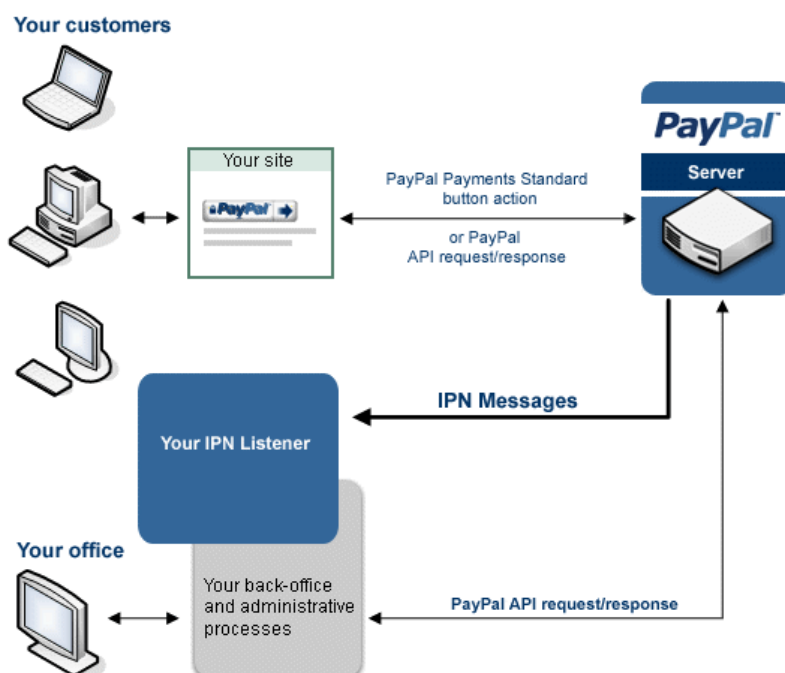 Your customers
PayPal
Server
Your site
PayPal
PayPal Payments Standard
button action
or PayPal
API request/response
IPN Messages
Your IPN Listener
Your office
Your back-office
and administrative
processes
PayPal API request/response